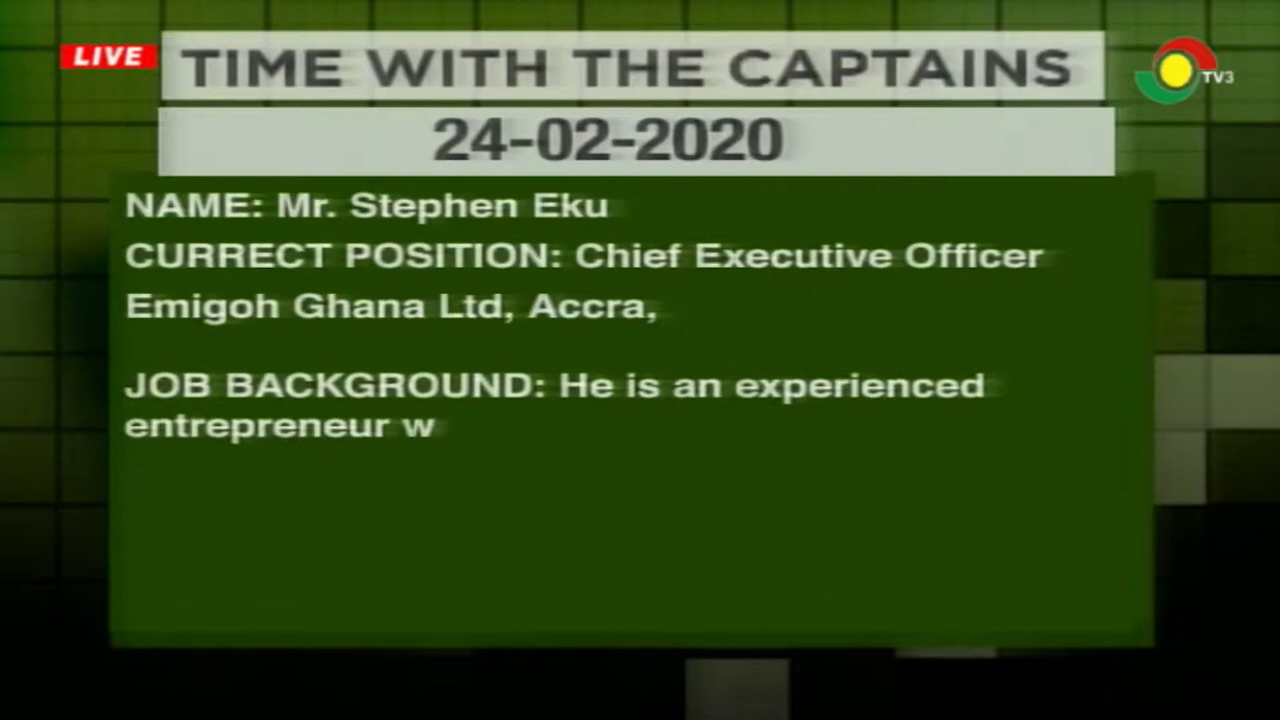 LIVE
TIME WITH THE CAPTAINS
TV3
24-02-2020
NAME: Mr. Stephen Eku
CURRECT POSITION: Chief Executive Officer
Emigoh Ghana Ltd, Accra,
JOB BACKGROUND: He is an experienced
entrepreneur w